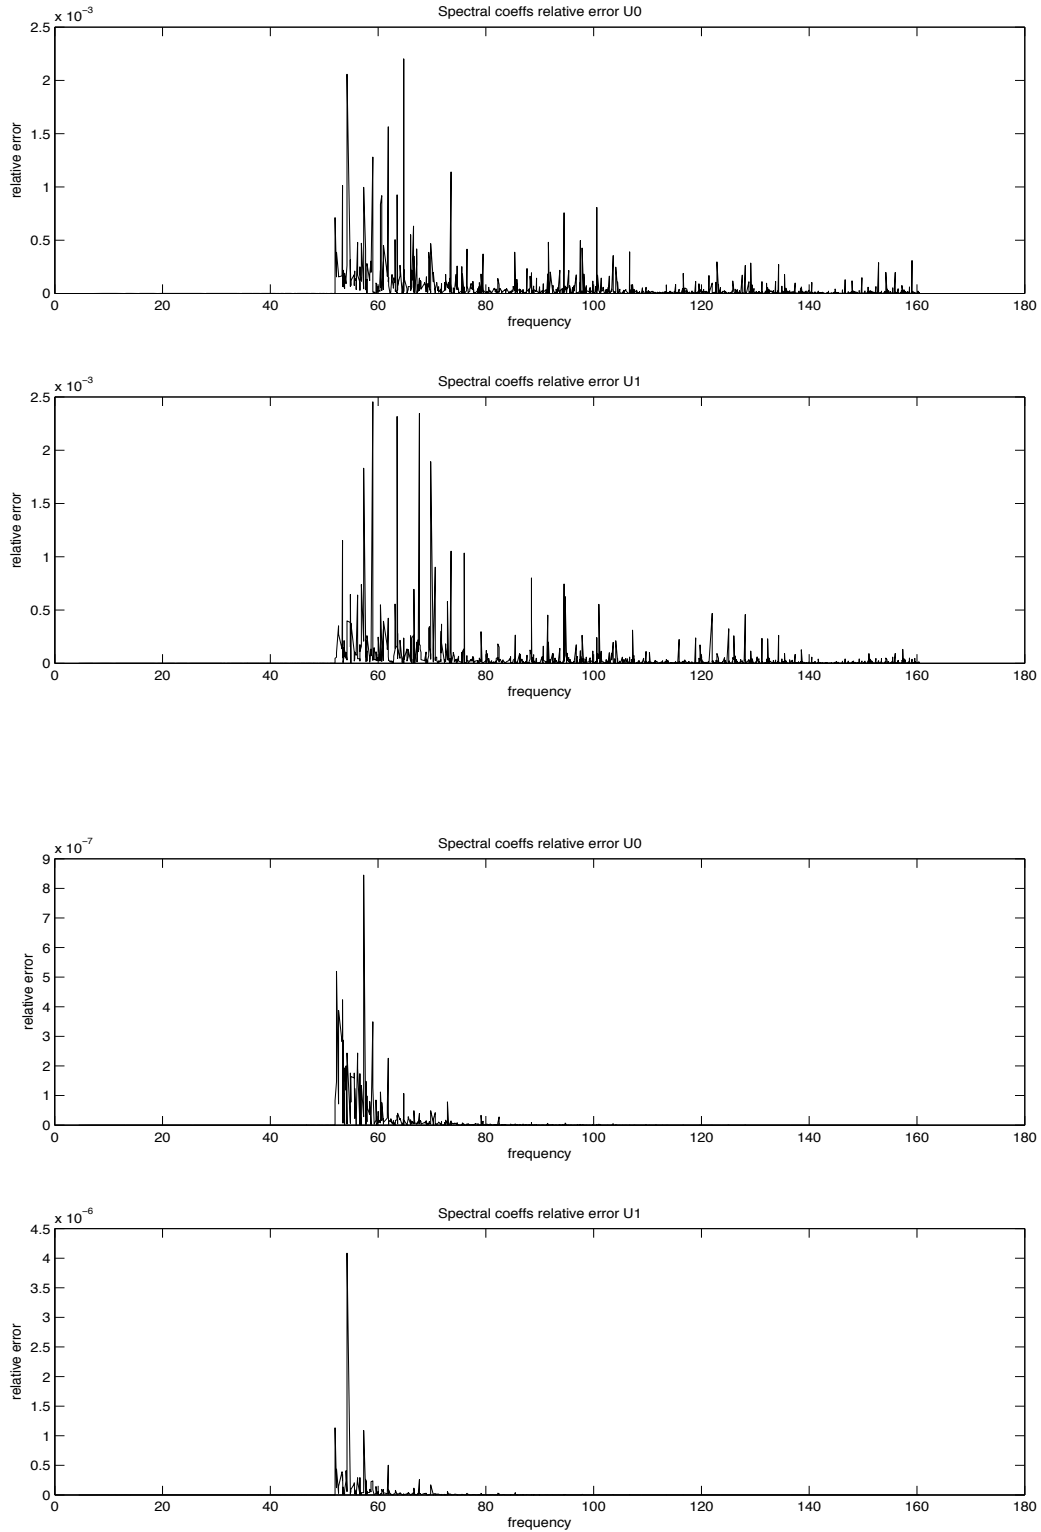 Spectral coeffs relative error U0
x 10⁻³
2.5
2
1.5
1
0.5
0
relative error
0 20 40 60 80 100 120 140 160 180
frequency
Spectral coeffs relative error U1
x 10⁻³
2.5
2
1.5
1
0.5
0
relative error
0 20 40 60 80 100 120 140 160 180
frequency
Spectral coeffs relative error U0
x 10⁻⁷
9
8
7
6
5
4
3
2
1
0
relative error
0 20 40 60 80 100 120 140 160 180
frequency
Spectral coeffs relative error U1
x 10⁻⁶
4.5
4
3.5
3
2.5
2
1.5
1
0.5
0
relative error
0 20 40 60 80 100 120 140 160 180
frequency